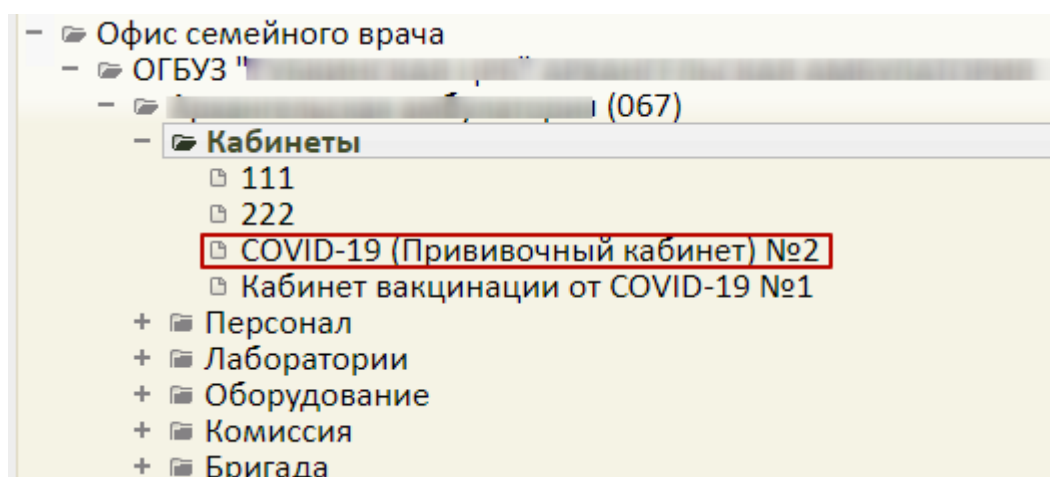 Офис семейного врача
ОГБУЗ "
(067)
Кабинеты
111
222
COVID-19 (Прививочный кабинет) №2
Кабинет вакцинации от COVID-19 №1
Персонал
Лаборатории
Оборудование
Комиссия
Бригада